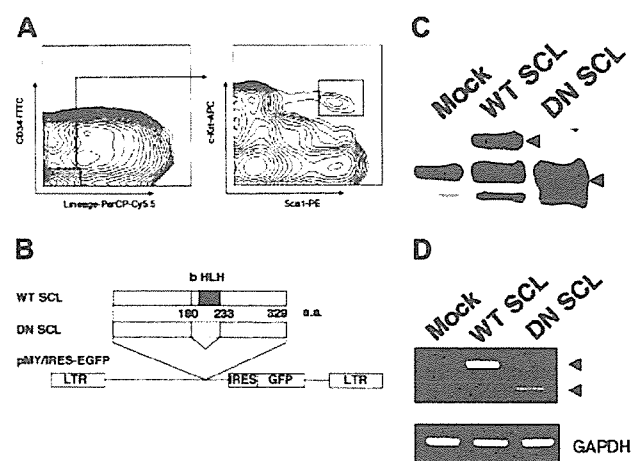 A
CD34-FITC
Lineage-PerCP-Cy5.5
c-Kit-APC
Sca1-PE
B
b HLH
WT SCL
180 233 329 a.a.
DN SCL
pMY/IRES-EGFP
LTR IRES GFP LTR
C
Mock WT SCL DN SCL
D
Mock WT SCL DN SCL
GAPDH